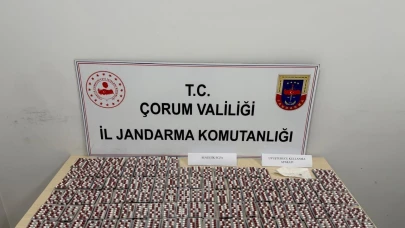 T.C.
ÇORUM VALİLİĞİ
İL JANDARMA KOMUTANLIĞI